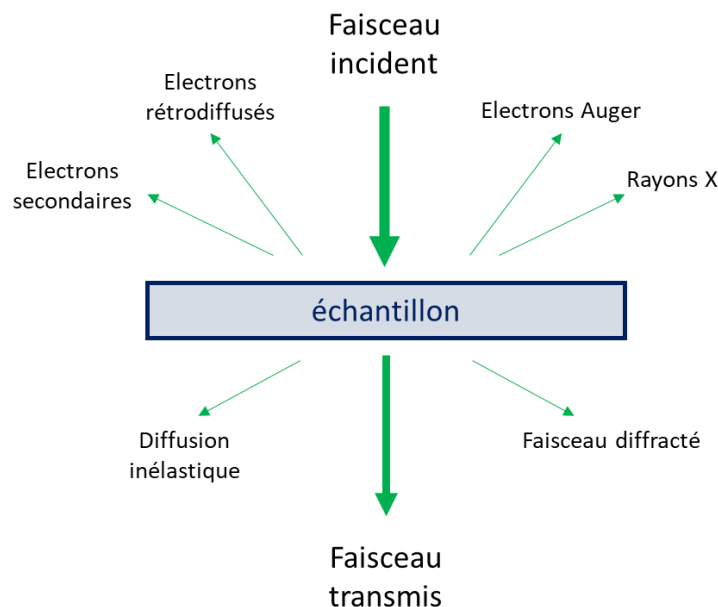 Faisceau
incident
Electrons
rétrodiffusés
Electrons Auger
Electrons
secondaires
Rayons X
échantillon
Diffusion
inélastique
Faisceau diffracté
Faisceau
transmis